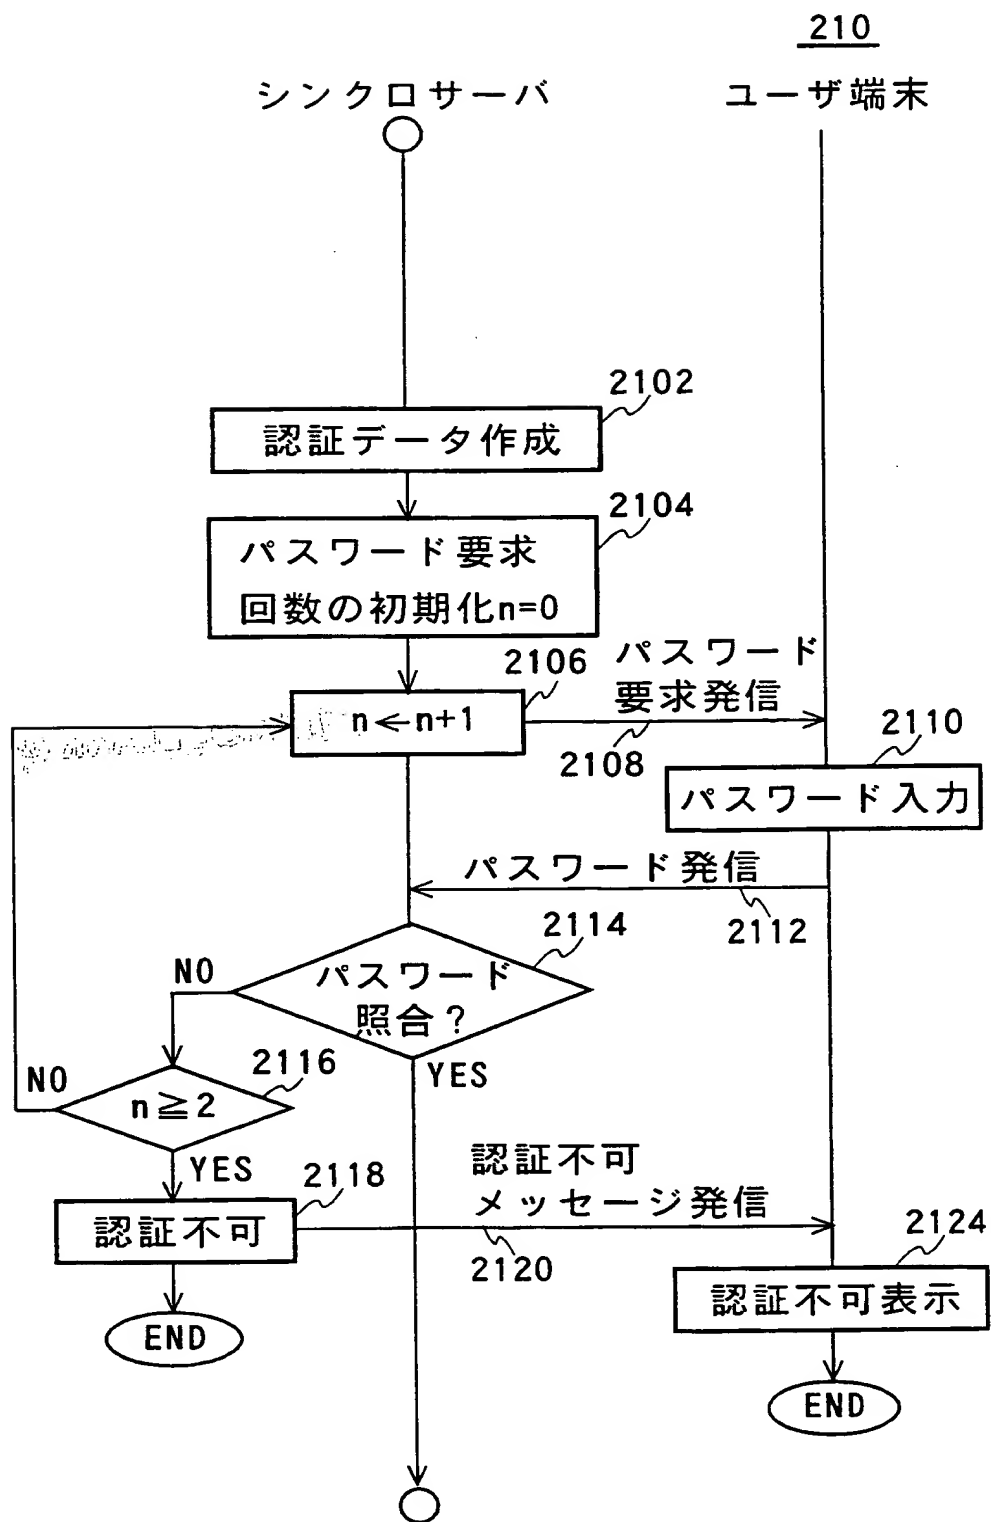 210
シンクロサーバ
ユーザ端末
2102
認証データ作成
2104
パスワード要求
回数の初期化n=0
2106
n←n+1
パスワード
要求発信
2108
2110
パスワード入力
パスワード発信
2112
2114
パスワード
照合?
NO
YES
2116
n≧2
NO
YES
2118
認証不可
認証不可
メッセージ発信
2120
2124
認証不可表示
END
END